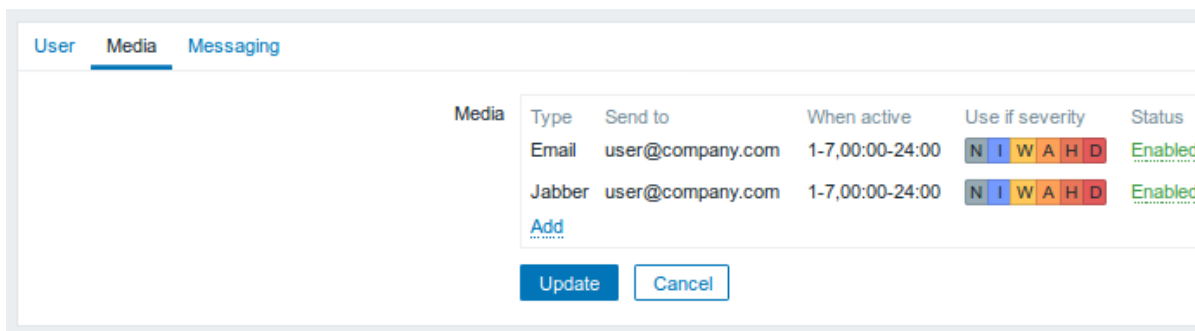 User Media Messaging
Media Type Send to When active Use if severity Status
Email user@company.com 1-7,00:00-24:00 N I W A H D Enabled
Jabber user@company.com 1-7,00:00-24:00 N I W A H D Enabled
Add
Update Cancel